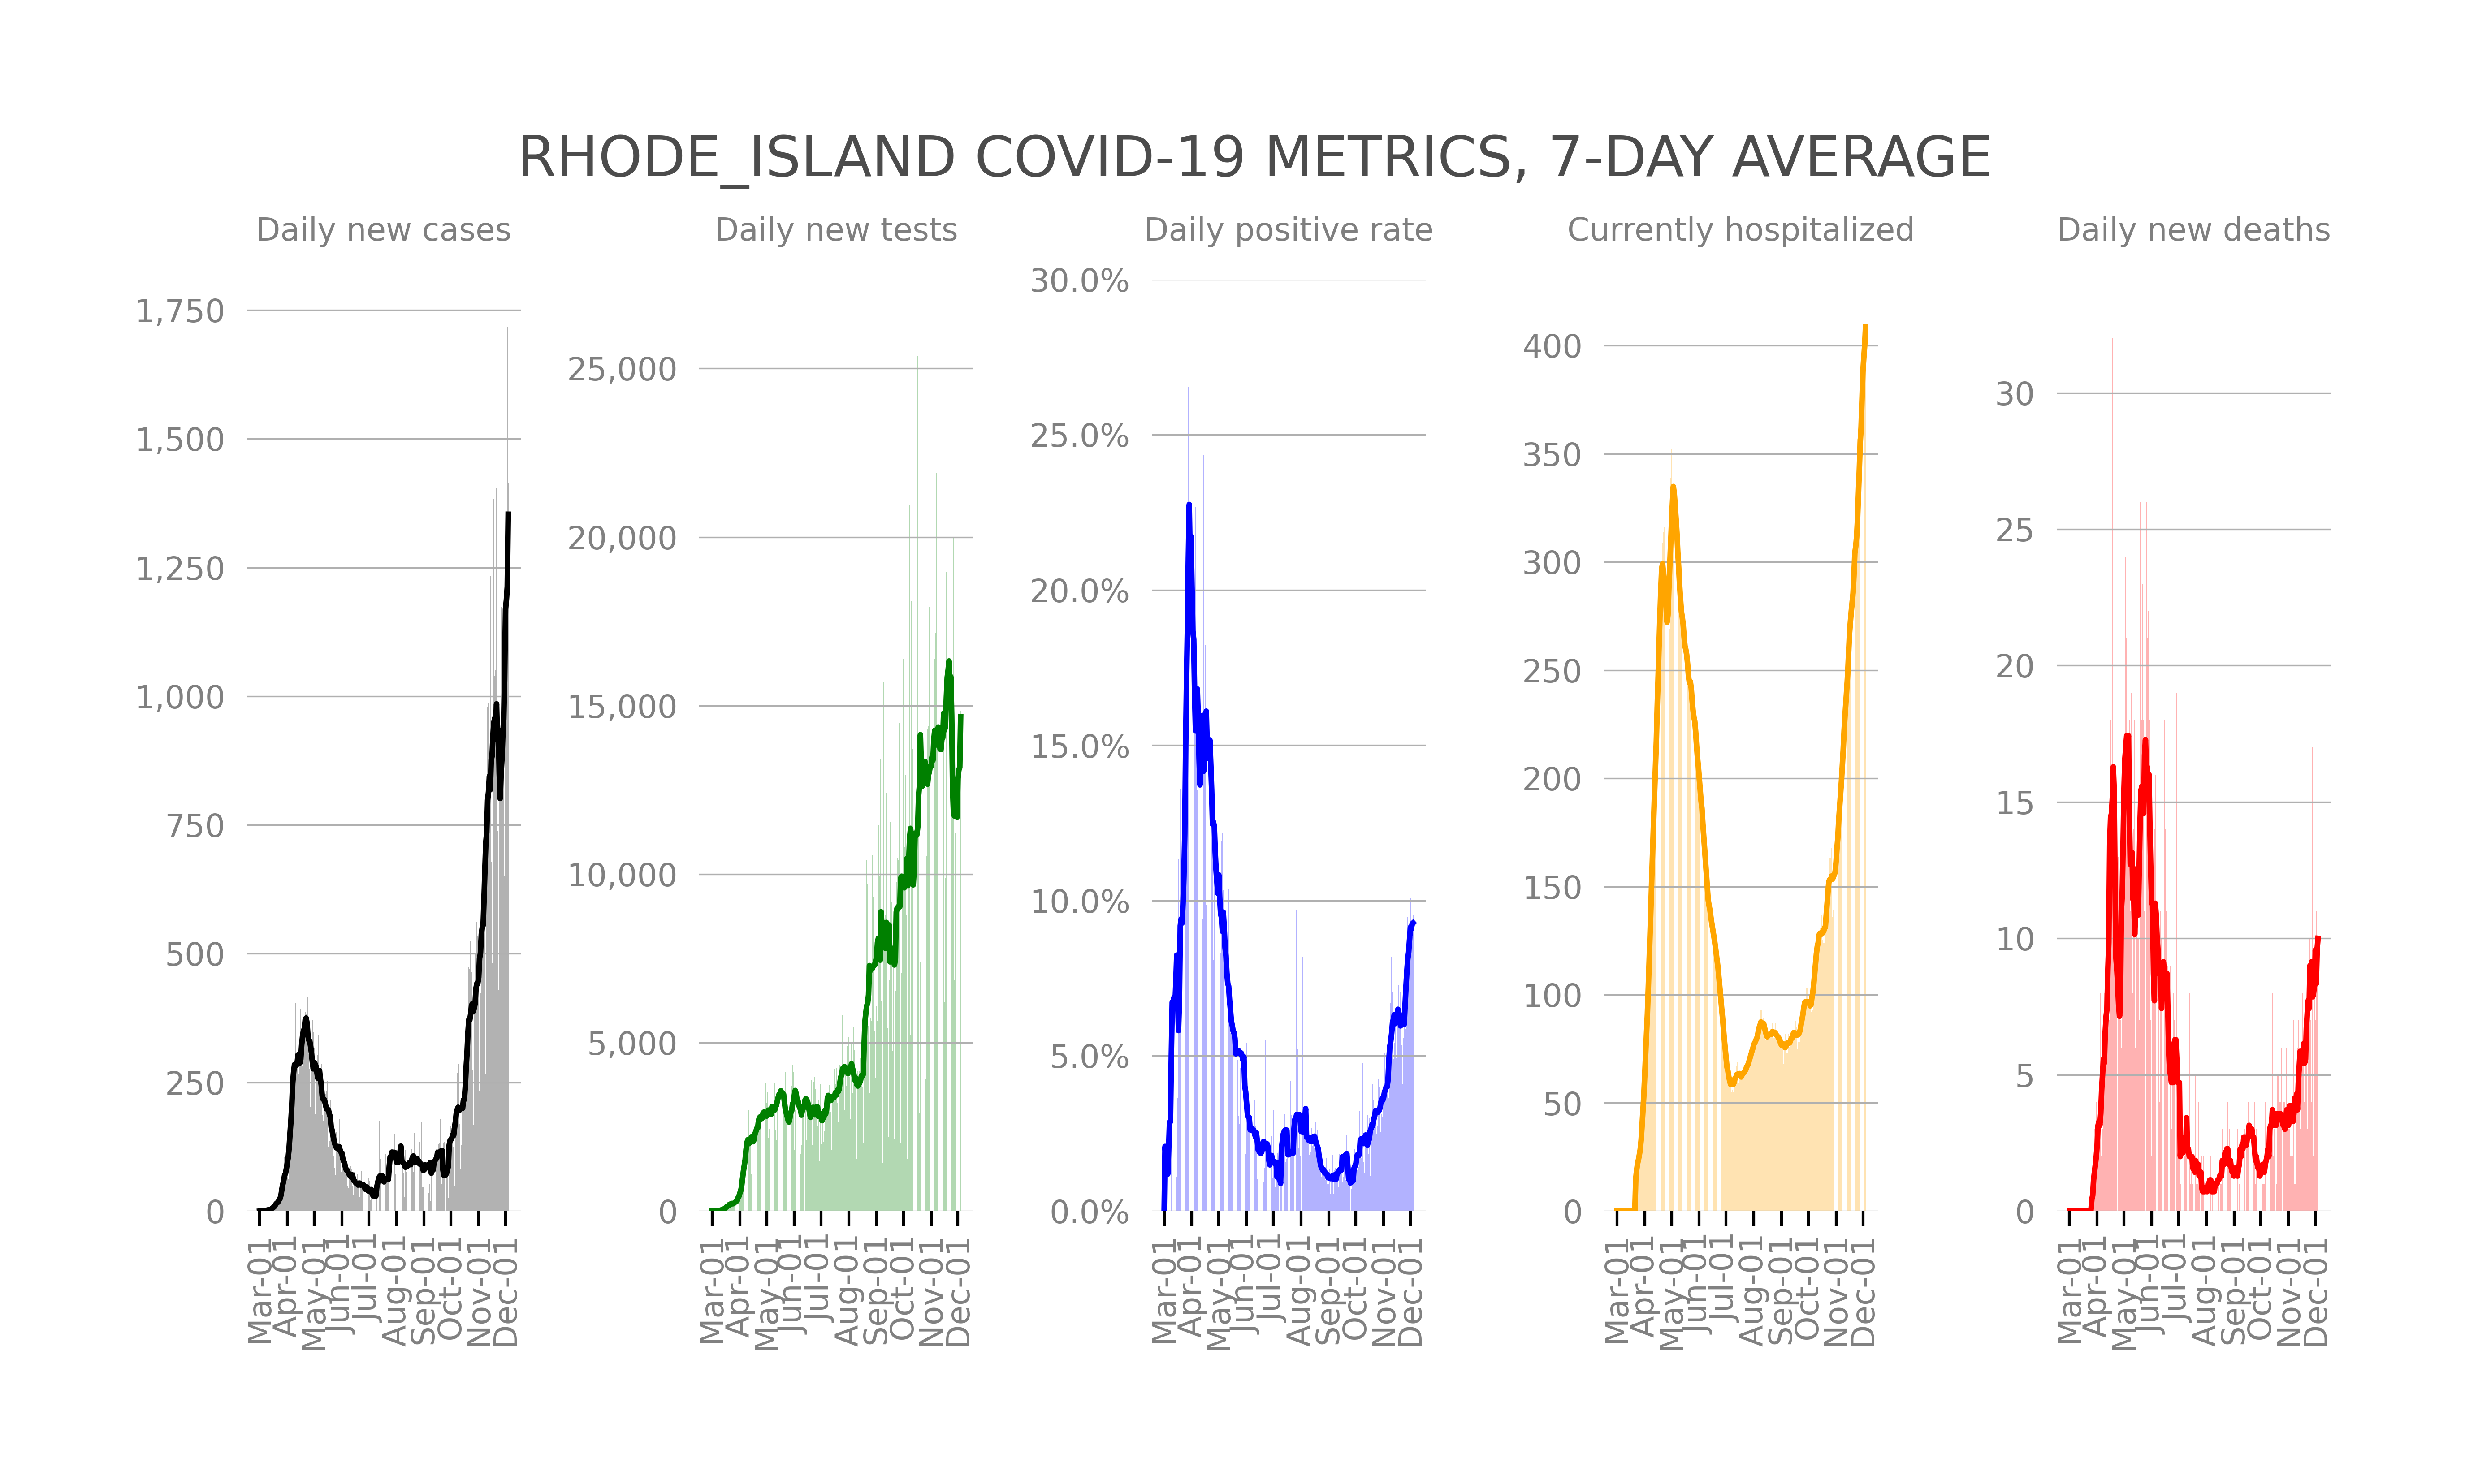 RHODE_ISLAND COVID-19 METRICS, 7-DAY AVERAGE
Daily new cases
1,750
1,500
1,250
1,000
750
500
250
0
Mar-01
Apr-01
May-01
Jun-01
Jul-01
Aug-01
Sep-01
Oct-01
Nov-01
Dec-01
Daily new tests
25,000
20,000
15,000
10,000
5,000
0
Mar-01
Apr-01
May-01
Jun-01
Jul-01
Aug-01
Sep-01
Oct-01
Nov-01
Dec-01
Daily positive rate
30.0%
25.0%
20.0%
15.0%
10.0%
5.0%
0.0%
Mar-01
Apr-01
May-01
Jun-01
Jul-01
Aug-01
Sep-01
Oct-01
Nov-01
Dec-01
Currently hospitalized
400
350
300
250
200
150
100
50
0
Mar-01
Apr-01
May-01
Jun-01
Jul-01
Aug-01
Sep-01
Oct-01
Nov-01
Dec-01
Daily new deaths
30
25
20
15
10
5
0
Mar-01
Apr-01
May-01
Jun-01
Jul-01
Aug-01
Sep-01
Oct-01
Nov-01
Dec-01